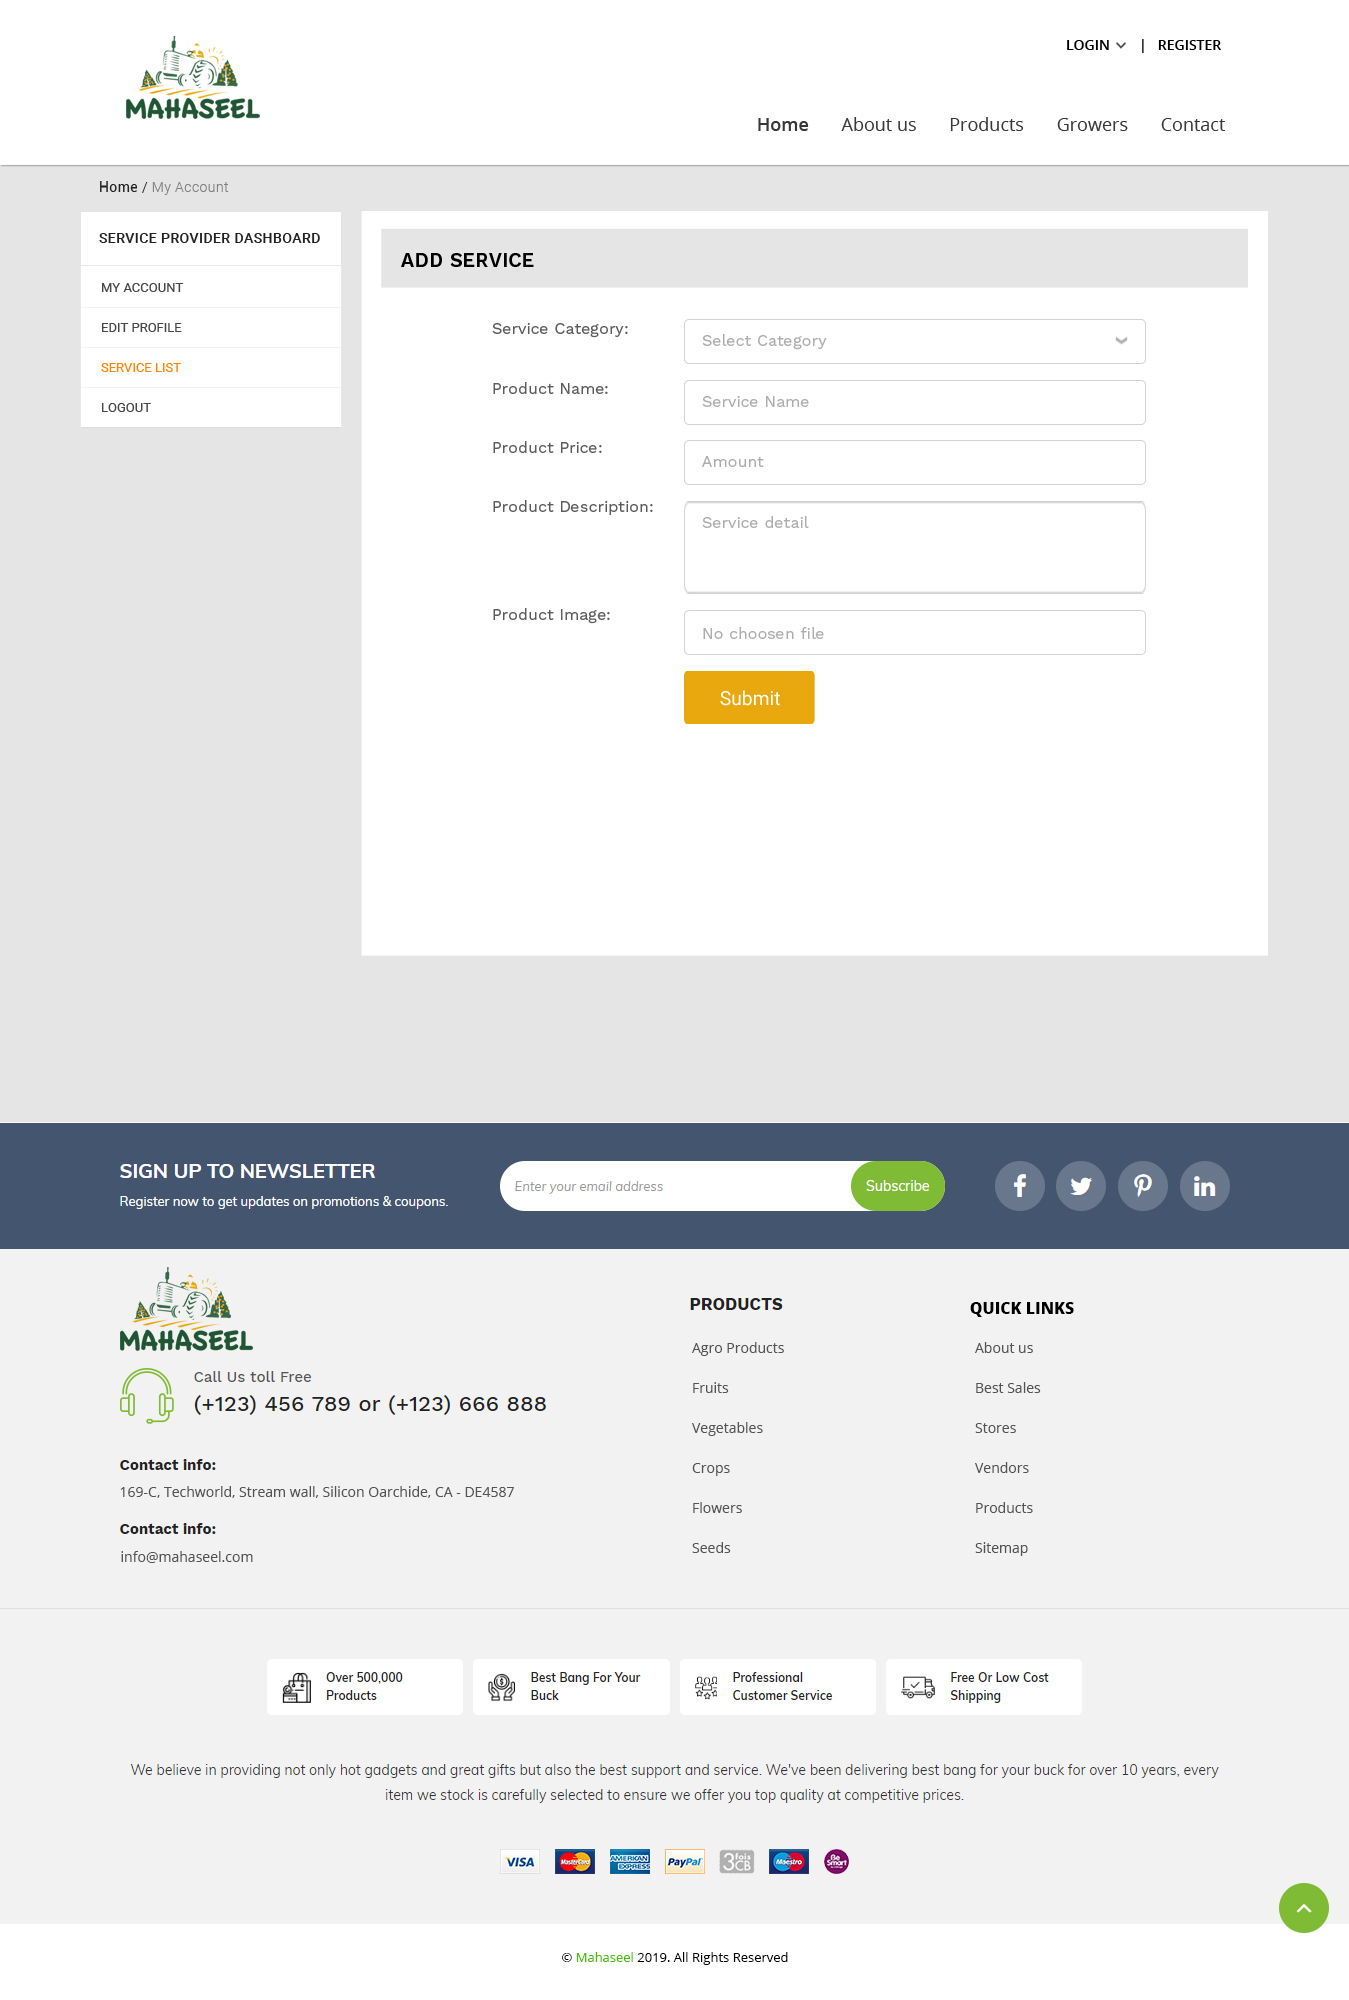 MAHASEEL
LOGIN | REGISTER
Home About us Products Growers Contact
Home / My Account
SERVICE PROVIDER DASHBOARD
MY ACCOUNT
EDIT PROFILE
SERVICE LIST
LOGOUT
ADD SERVICE
Service Category: Select Category
Product Name: Service Name
Product Price: Amount
Product Description: Service detail
Product Image: No choosen file
Submit
SIGN UP TO NEWSLETTER
Register now to get updates on promotions & coupons.
Enter your email address Subscribe
MAHASEEL
Call Us toll Free
(+123) 456 789 or (+123) 666 888
Contact info:
169-C, Techworld, Stream wall, Silicon Oarchide, CA - DE4587
Contact info:
info@mahaseel.com
PRODUCTS
Agro Products
Fruits
Vegetables
Crops
Flowers
Seeds
QUICK LINKS
About us
Best Sales
Stores
Vendors
Products
Sitemap
Over 500,000
Products
Best Bang For Your
Buck
Professional
Customer Service
Free Or Low Cost
Shipping
We believe in providing not only hot gadgets and great gifts but also the best support and service. We've been delivering best bang for your buck for over 10 years, every
item we stock is carefully selected to ensure we offer you top quality at competitive prices.
VISA
MasterCard
AMERICAN
EXPRESS
PayPal
3 fois
CB
Maestro
Be
Smart
© Mahaseel 2019. All Rights Reserved